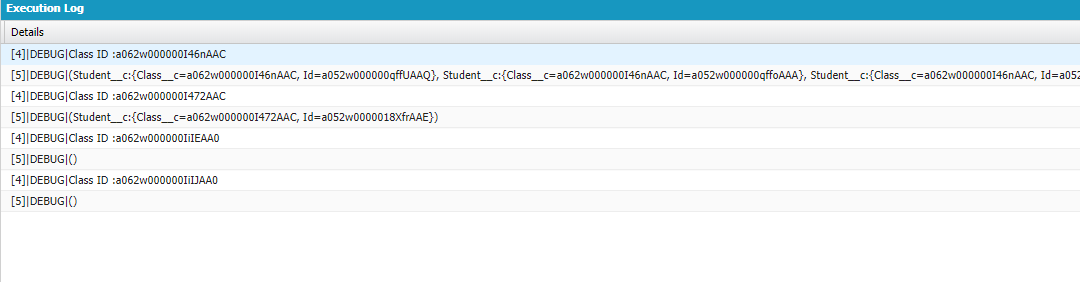 Execution Log
Details
[4]|DEBUG|Class ID :a062w000000I46nAAC
[5]|DEBUG|(Student__c:{Class__c=a062w000000I46nAAC, Id=a052w000000qffUAAQ}, Student__c:{Class__c=a062w000000I46nAAC, Id=a052w000000qffoAAA}, Student__c:{Class__c=a062w000000I46nAAC, Id=a052
[4]|DEBUG|Class ID :a062w000000I472AAC
[5]|DEBUG|(Student__c:{Class__c=a062w000000I472AAC, Id=a052w0000018XfrAAE})
[4]|DEBUG|Class ID :a062w000000IiIEAA0
[5]|DEBUG|()
[4]|DEBUG|Class ID :a062w000000IiIJAA0
[5]|DEBUG|()